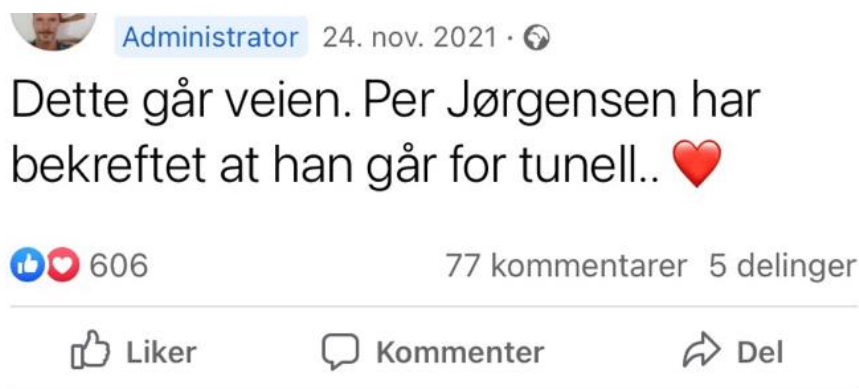 Administrator 24. nov. 2021 ·
Dette går veien. Per Jørgensen har
bekreftet at han går for tunell.. ❤️
606 77 kommentarer 5 delinger
Liker Kommenter Del